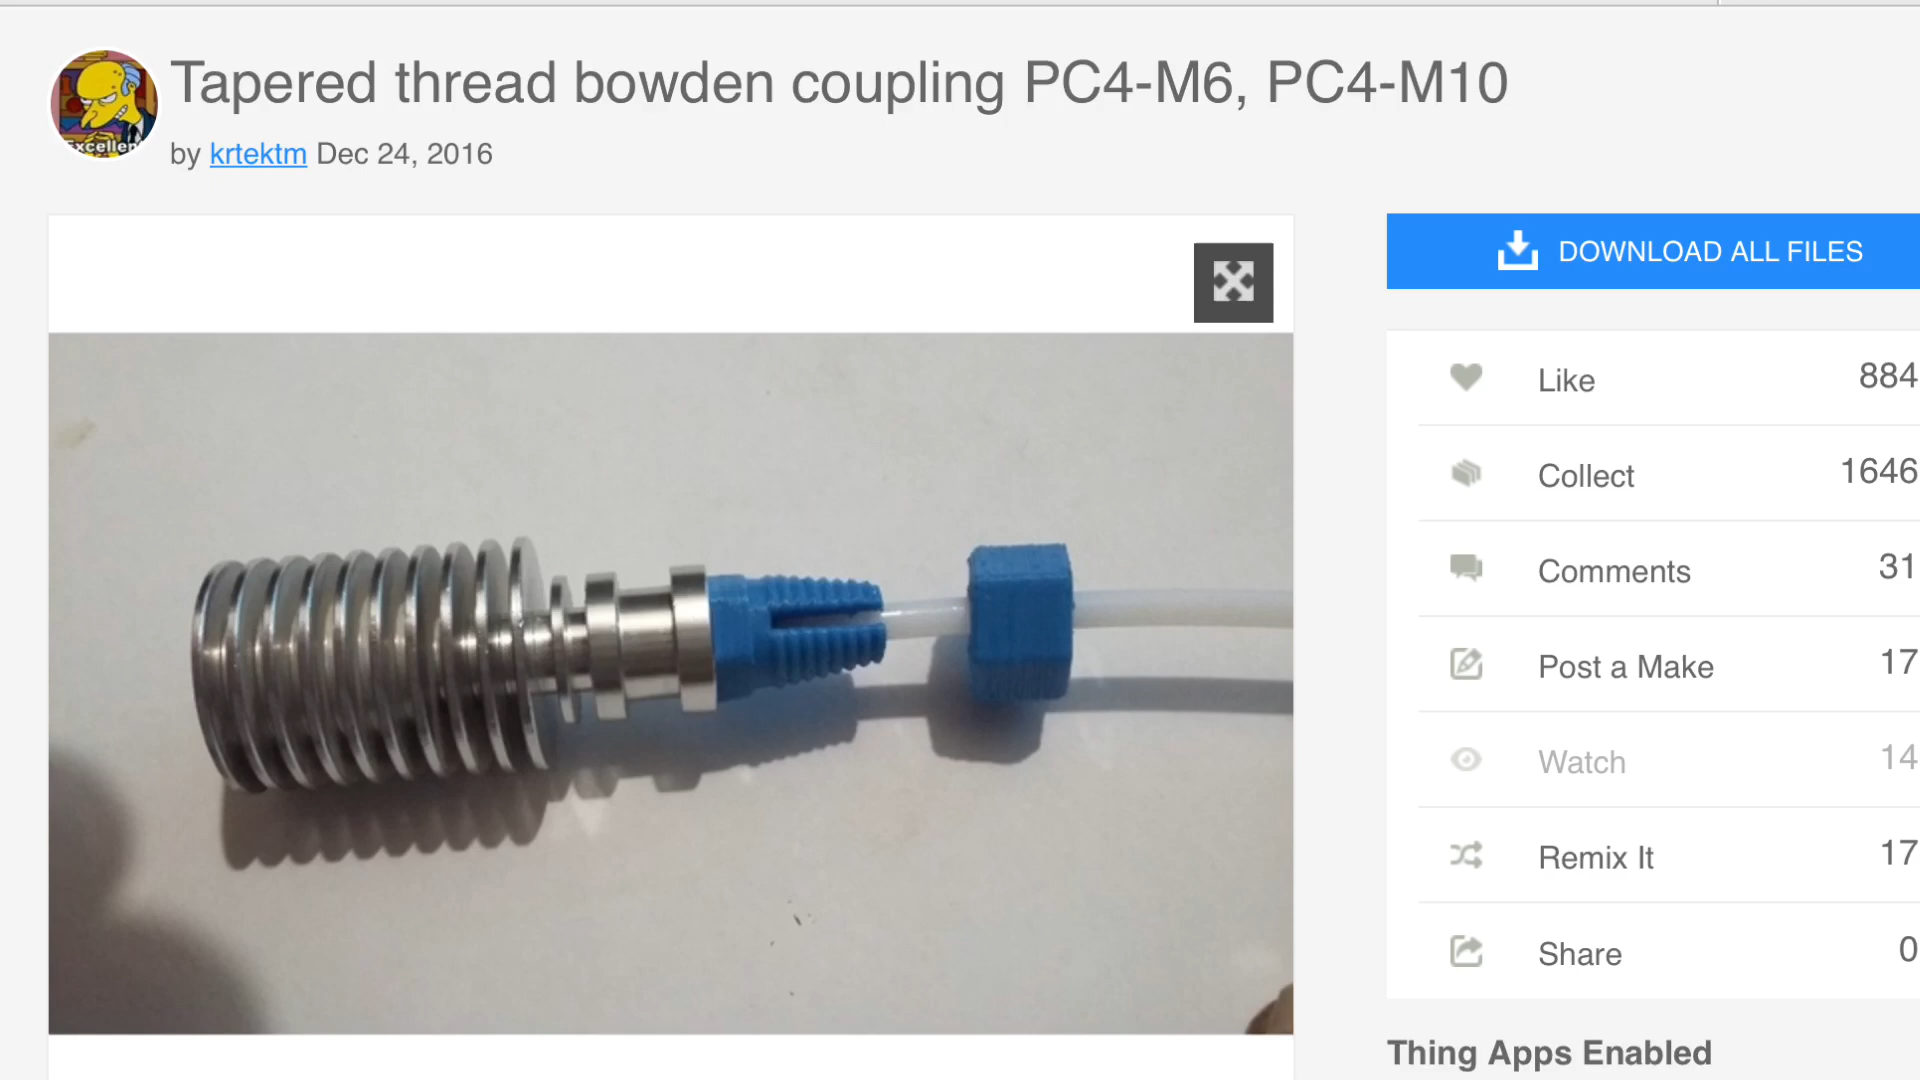 Tapered thread bowden coupling PC4-M6, PC4-M10
by krtektm Dec 24, 2016
DOWNLOAD ALL FILES
Like 884
Collect 1646
Comments 31
Post a Make 17
Watch 14
Remix It 17
Share 0
Thing Apps Enabled